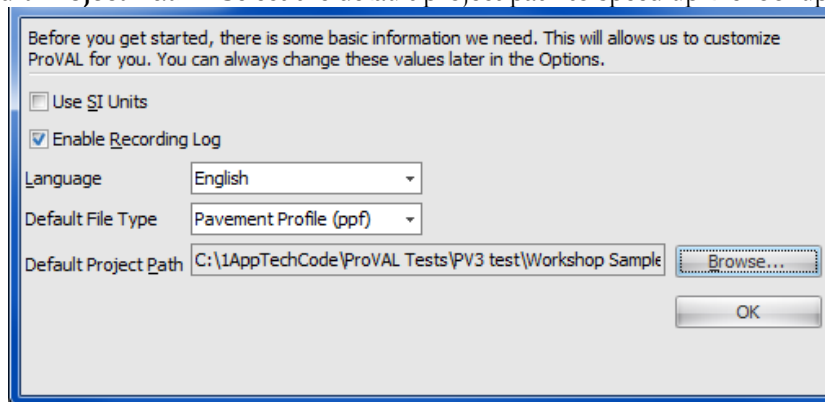 Before you get started, there is some basic information we need. This will allows us to customize
ProVAL for you. You can always change these values later in the Options.
Use SI Units
Enable Recording Log
Language English
Default File Type Pavement Profile (ppf)
Default Project Path C:\1AppTechCode\ProVAL Tests\PV3 test\Workshop Sample Browse...
OK